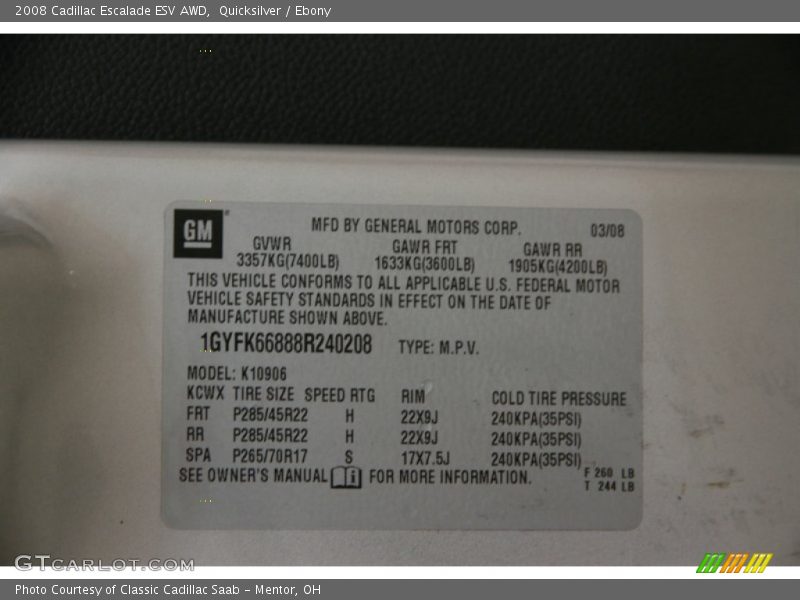 2008 Cadillac Escalade ESV AWD,  Quicksilver / Ebony
GM
MFD BY GENERAL MOTORS CORP. 03/08
GVWR GAWR FRT GAWR RR
3357KG(7400LB) 1633KG(3600LB) 1905KG(4200LB)
THIS VEHICLE CONFORMS TO ALL APPLICABLE U.S. FEDERAL MOTOR
VEHICLE SAFETY STANDARDS IN EFFECT ON THE DATE OF
MANUFACTURE SHOWN ABOVE.
1GYFK66888R240208 TYPE: M.P.V.
MODEL: K10906
KCWX TIRE SIZE SPEED RTG RIM COLD TIRE PRESSURE
FRT P285/45R22 H 22X9J 240KPA(35PSI)
RR P285/45R22 H 22X9J 240KPA(35PSI)
SPA P265/70R17 S 17X7.5J 240KPA(35PSI)
SEE OWNER'S MANUAL i FOR MORE INFORMATION.
F 260 LB
T 244 LB
GTCARLOT.COM
Photo Courtesy of Classic Cadillac Saab - Mentor, OH